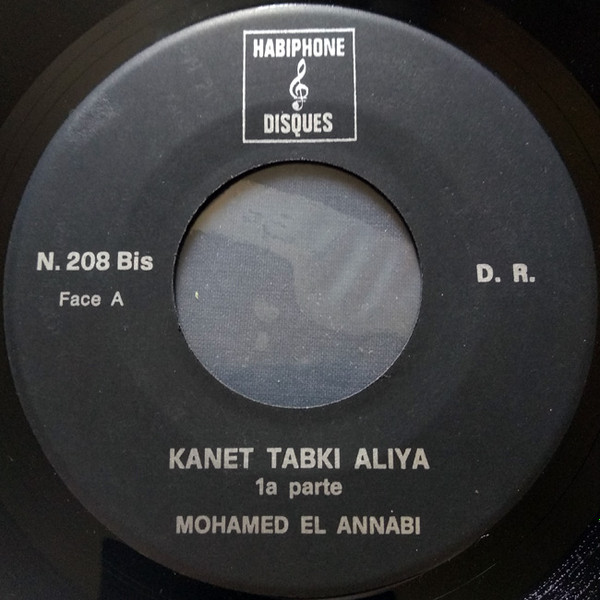 HABIPHONE
DISQUES
N. 208 Bis
Face A
D. R.
KANET TABKI ALIYA
1a parte
MOHAMED EL ANNABI